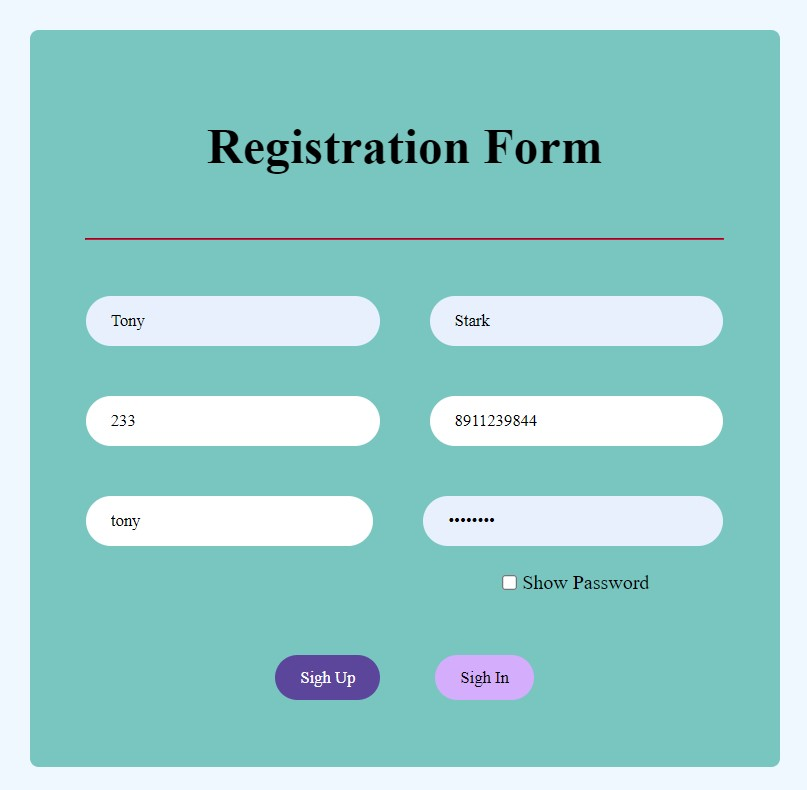 Registration Form
Tony
Stark
233
8911239844
tony
••••••••
Show Password
Sigh Up
Sigh In